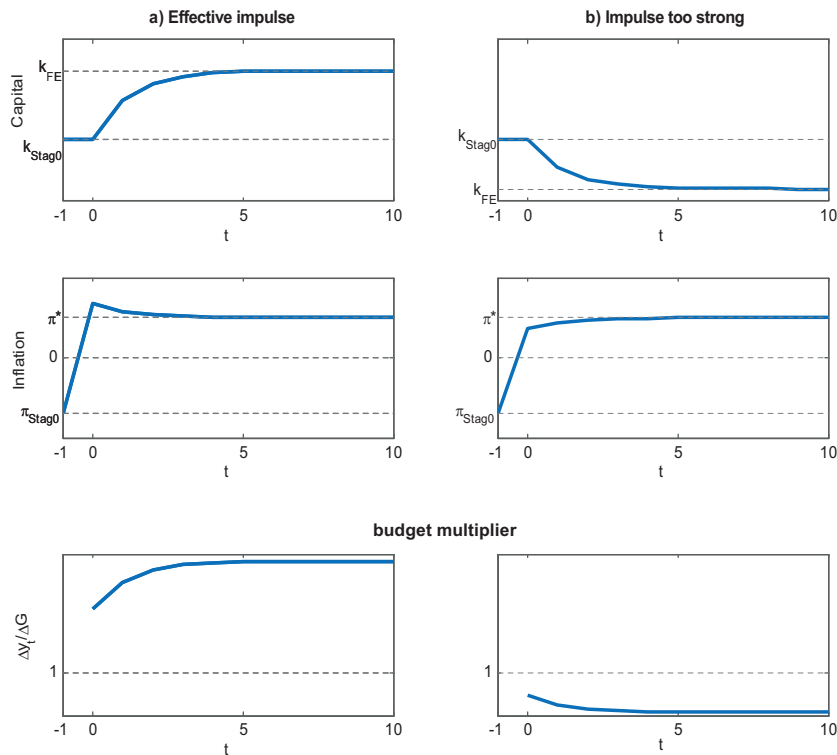 a) Effective impulse
b) Impulse too strong
Capital
k_FE
k_Stag0
-1 0 5 10
t
k_Stag0
k_FE
-1 0 5 10
t
Inflation
π*
0
π_Stag0
-1 0 5 10
t
π*
0
π_Stag0
-1 0 5 10
t
budget multiplier
Δy_t/ΔG
1
-1 0 5 10
t
1
-1 0 5 10
t